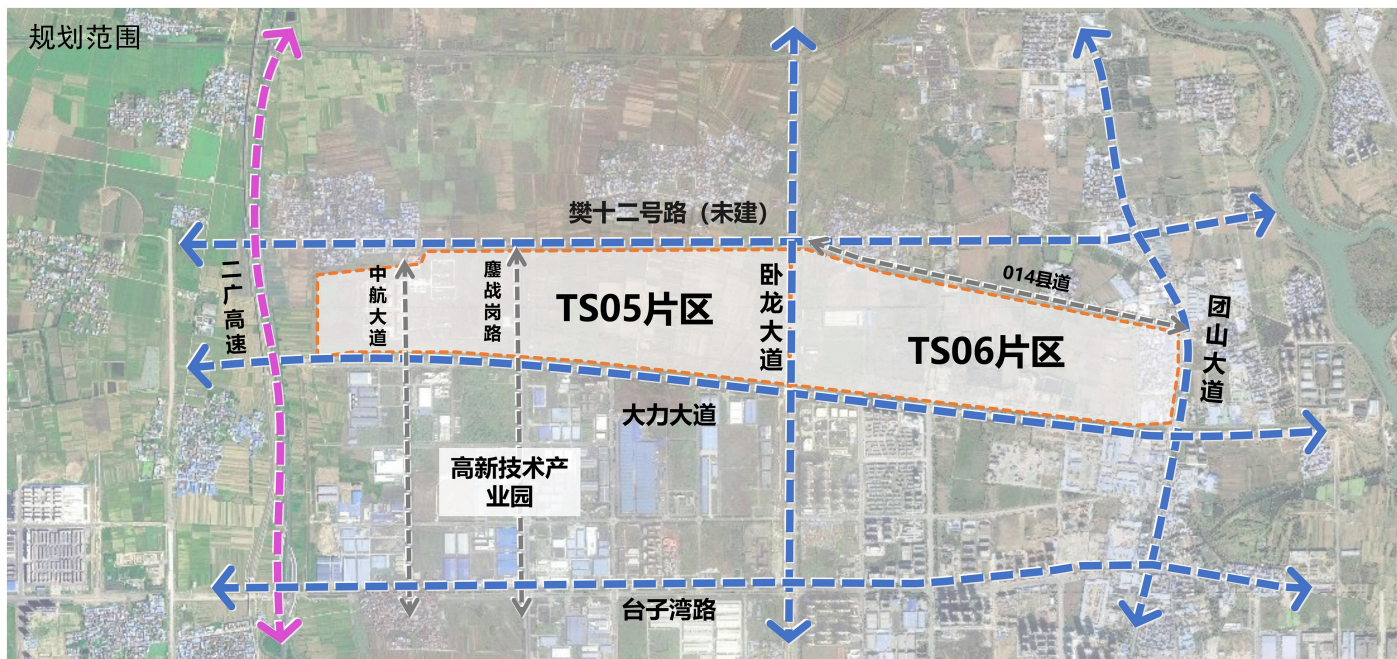 规划范围
樊十二号路（未建）
二广高速
中航大道
鏖战岗路
卧龙大道
014县道
团山大道
TS05片区
TS06片区
大力大道
高新技术产
业园
台子湾路